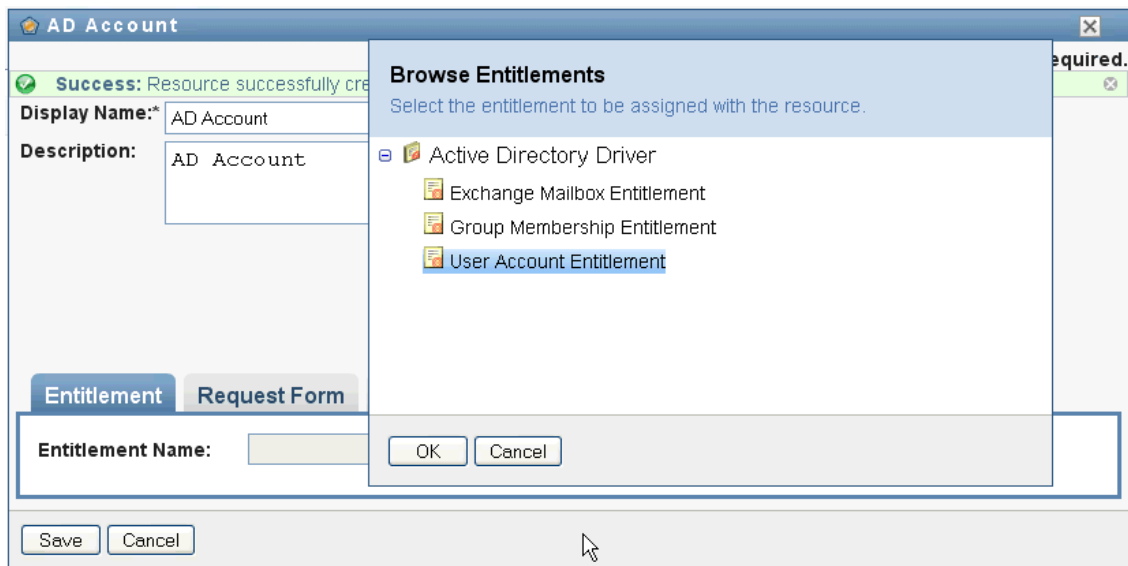 AD Account
equired.
Success: Resource successfully cre
Display Name:* AD Account
Description: AD Account
Browse Entitlements
Select the entitlement to be assigned with the resource.
Active Directory Driver
Exchange Mailbox Entitlement
Group Membership Entitlement
User Account Entitlement
OK Cancel
Entitlement Request Form
Entitlement Name:
Save Cancel